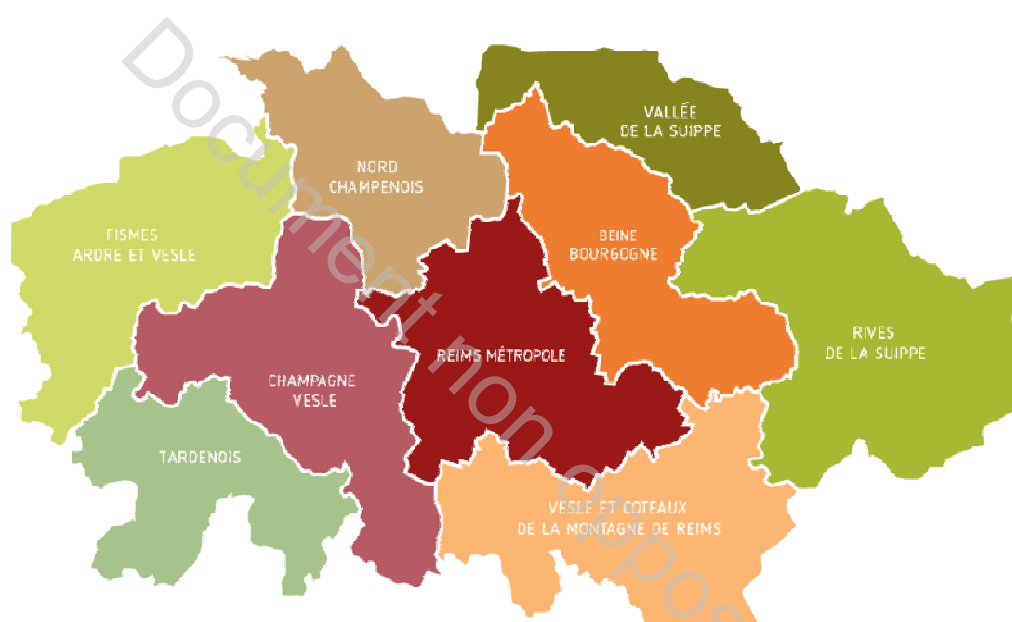 VALLÉE
DE LA SUIPPE
NORD
CHAMPENOIS
FISMES
ARDRE ET VESLE
BEINE
BOURGOGNE
RIVES
DE LA SUIPPE
REIMS MÉTROPOLE
CHAMPAGNE
VESLE
TARDENOIS
VESLE ET COTEAUX
DE LA MONTAGNE DE REIMS
Document non oppos